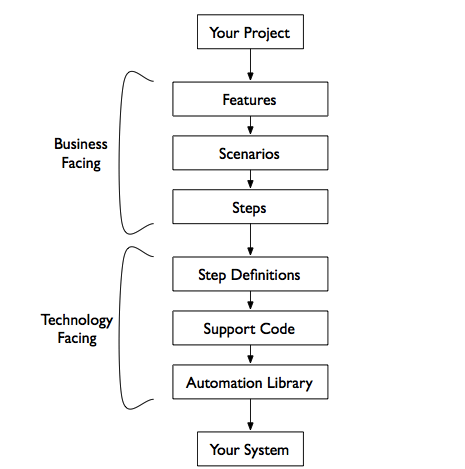 Your Project
Features
Business
Facing
Scenarios
Steps
Step Definitions
Technology
Facing
Support Code
Automation Library
Your System